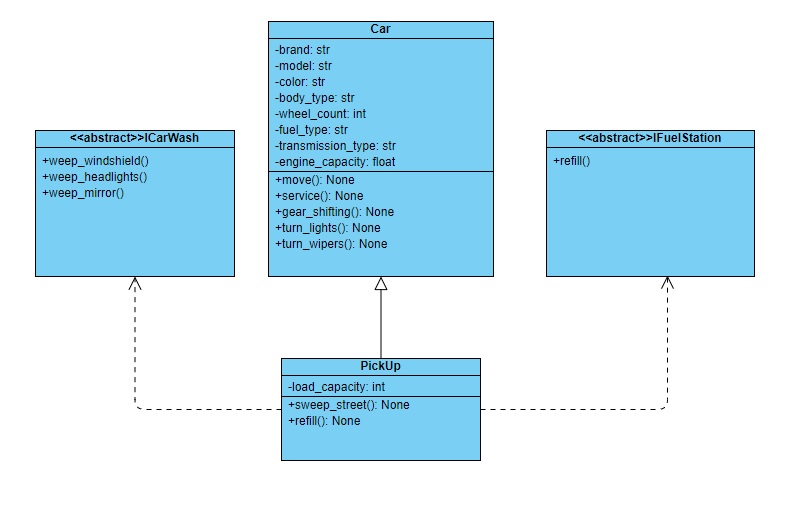 Car
-brand: str
-model: str
-color: str
-body_type: str
-wheel_count: int
-fuel_type: str
-transmission_type: str
-engine_capacity: float
+move(): None
+service(): None
+gear_shifting(): None
+turn_lights(): None
+turn_wipers(): None
<<abstract>>ICarWash
+weep_windshield()
+weep_headlights()
+weep_mirror()
<<abstract>>IFuelStation
+refill()
PickUp
-load_capacity: int
+sweep_street(): None
+refill(): None